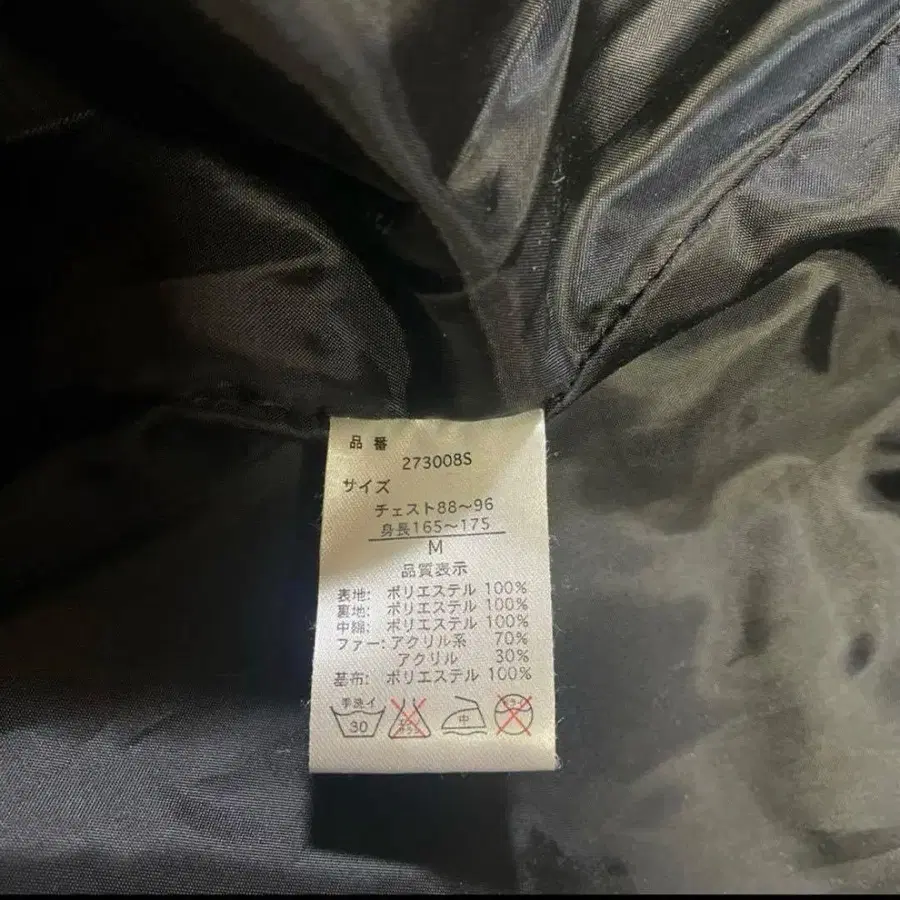 品番
273008S
サイズ
チェスト88～96
身長165～175
M
品質表示
表地: ポリエステル 100%
裏地: ポリエステル 100%
中綿: ポリエステル 100%
ファー: アクリル系 70%
アクリル 30%
基布: ポリエステル 100%
手洗イ
30
中